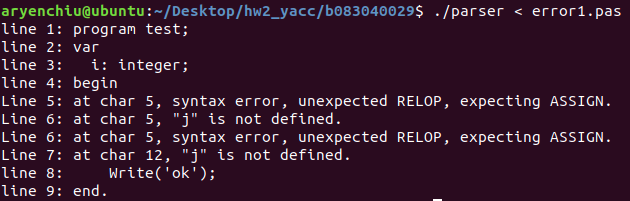 aryenchiu@ubuntu:~/Desktop/hw2_yacc/b083040029$ ./parser < error1.pas
line 1: program test;
line 2: var
line 3:   i: integer;
line 4: begin
Line 5: at char 5, syntax error, unexpected RELOP, expecting ASSIGN.
Line 6: at char 5, "j" is not defined.
Line 6: at char 5, syntax error, unexpected RELOP, expecting ASSIGN.
Line 7: at char 12, "j" is not defined.
line 8:     Write('ok');
line 9: end.